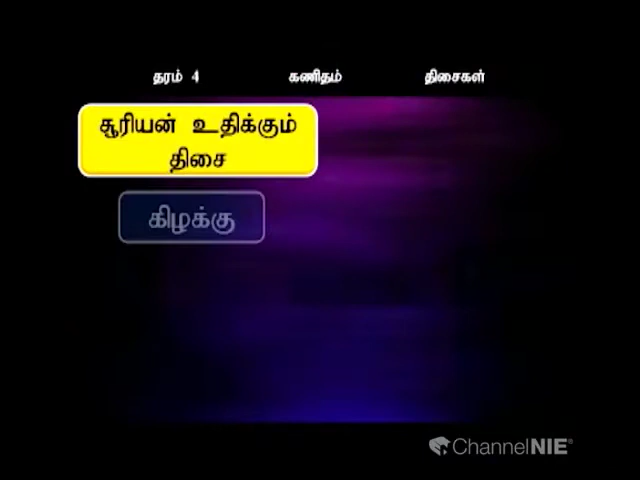 தரம் 4 கணிதம் திசைகள்
சூரியன் உதிக்கும்
திசை
கிழக்கு
ChannelNIE